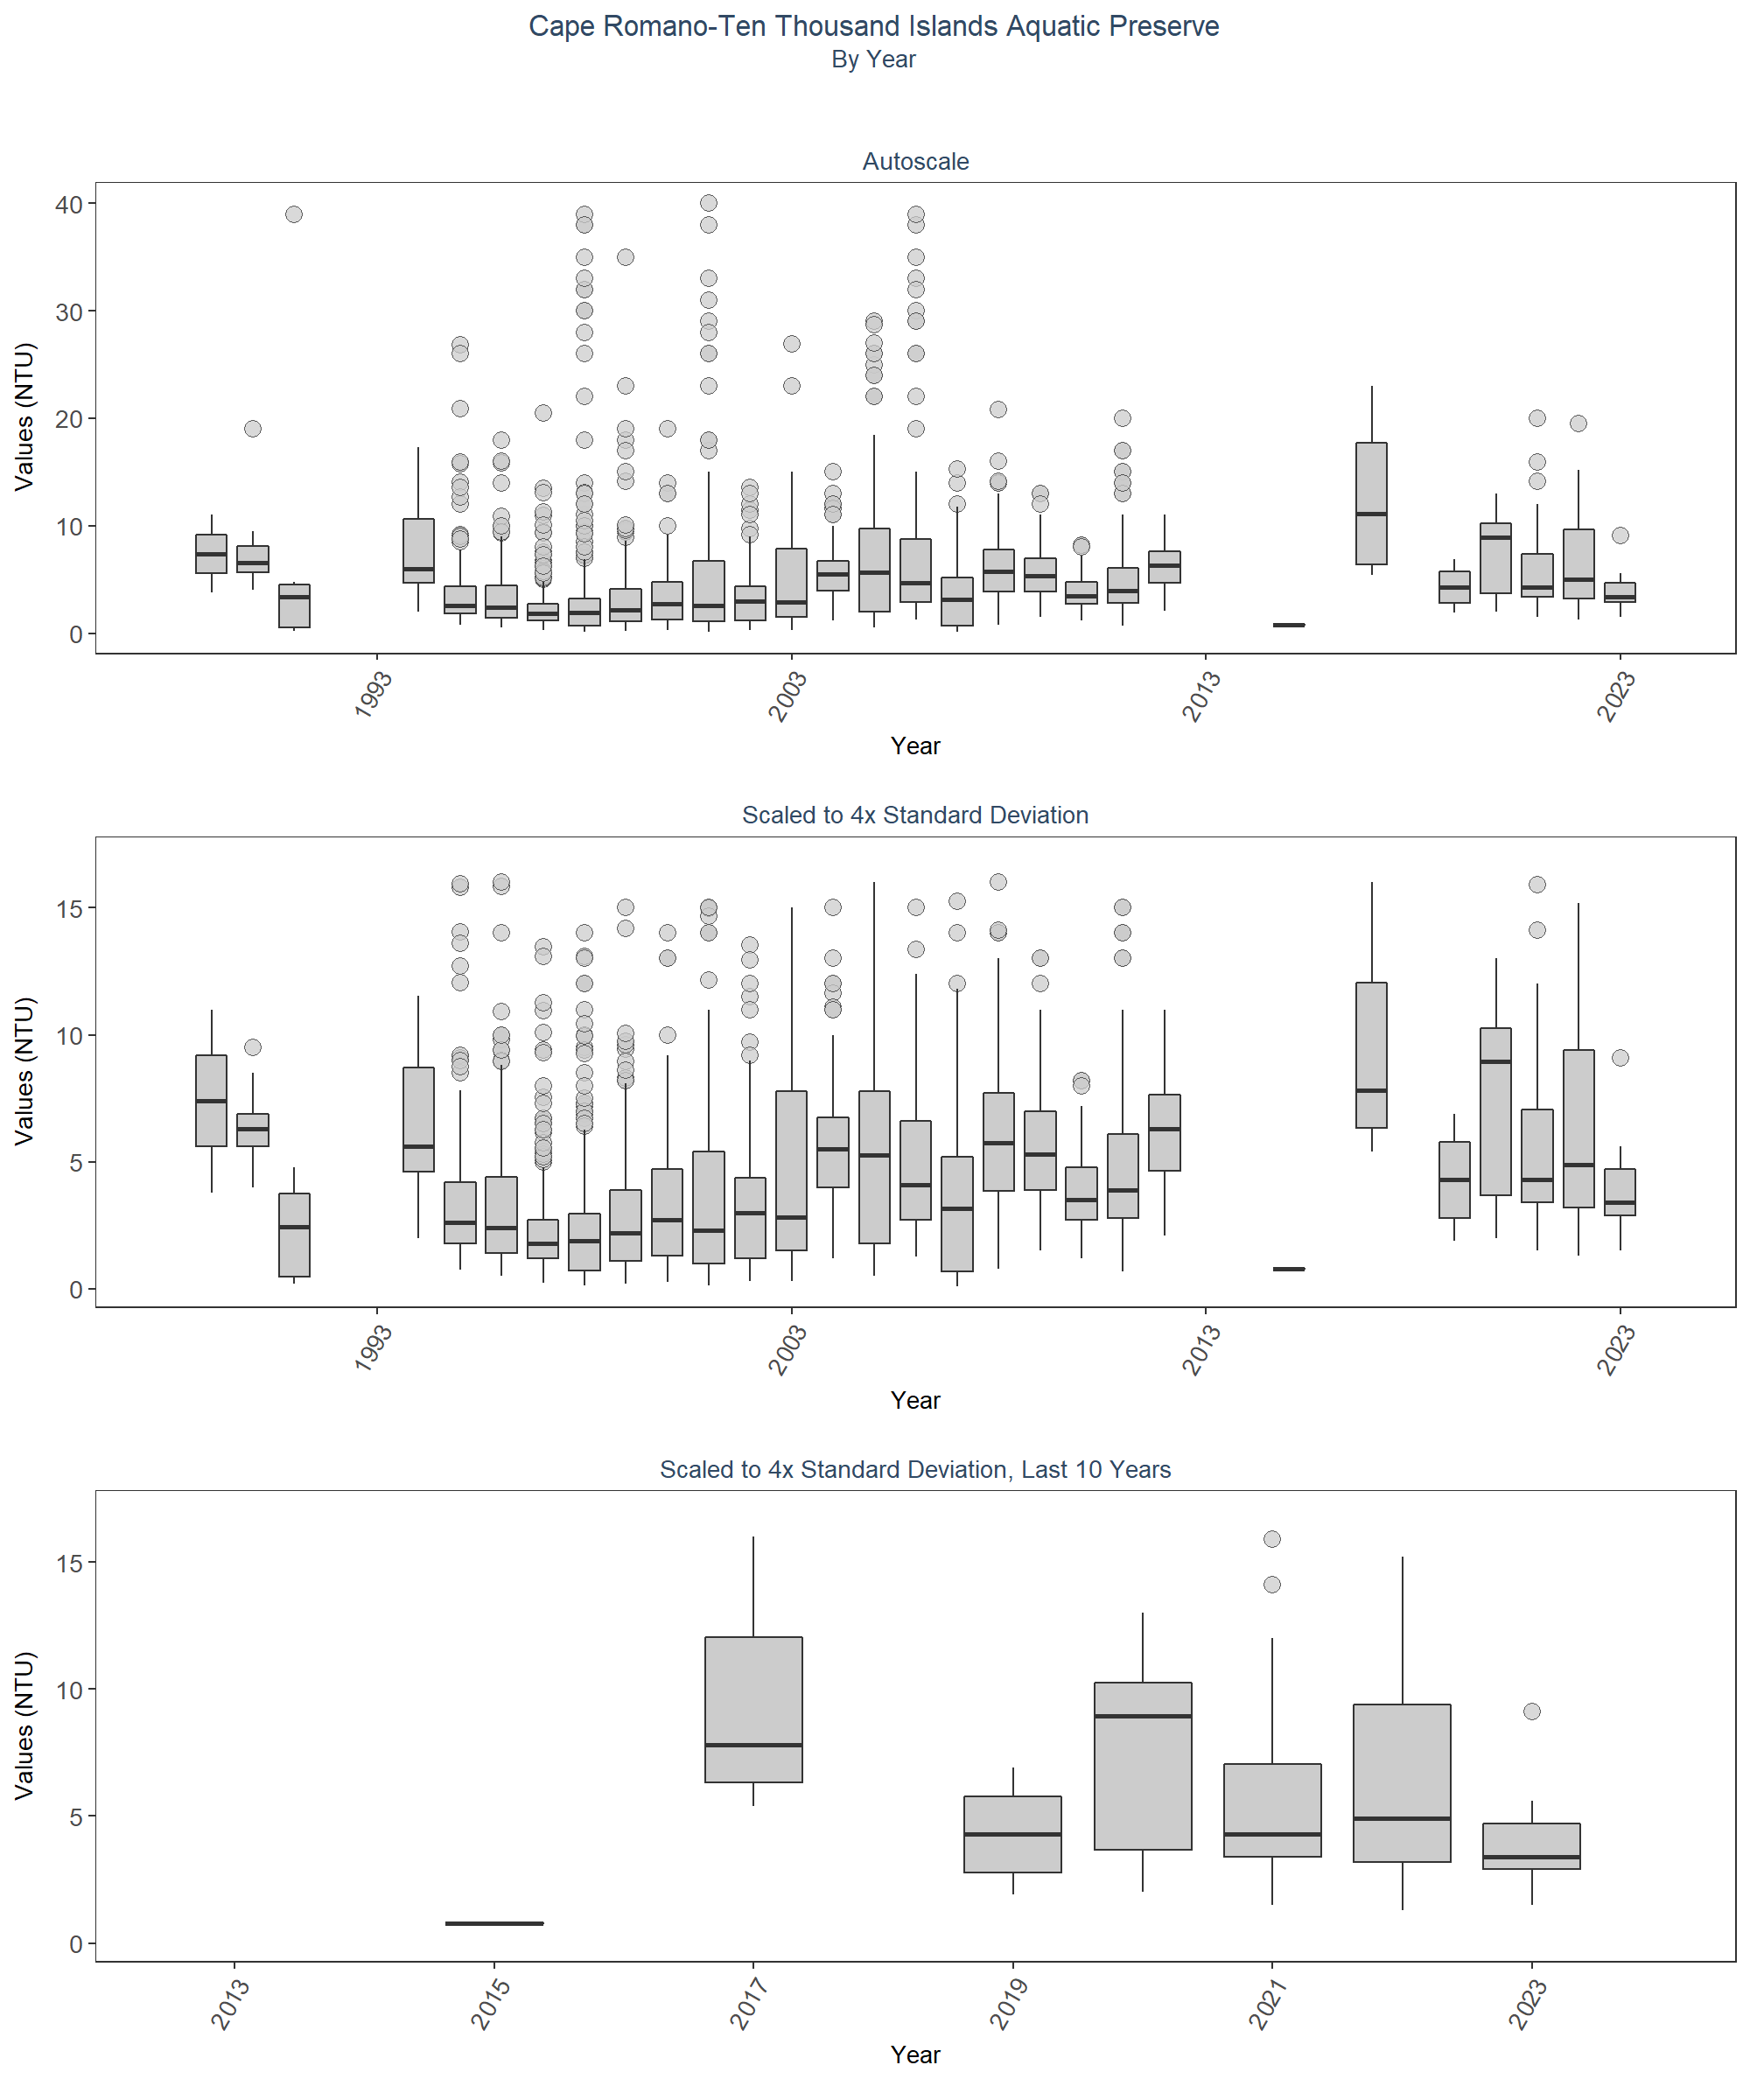 Cape Romano-Ten Thousand Islands Aquatic Preserve
By Year
Autoscale
Values (NTU)
40
30
20
10
0
1993
2003
2013
2023
Year
Scaled to 4x Standard Deviation
Values (NTU)
15
10
5
0
1993
2003
2013
2023
Year
Scaled to 4x Standard Deviation, Last 10 Years
Values (NTU)
15
10
5
0
2013
2015
2017
2019
2021
2023
Year